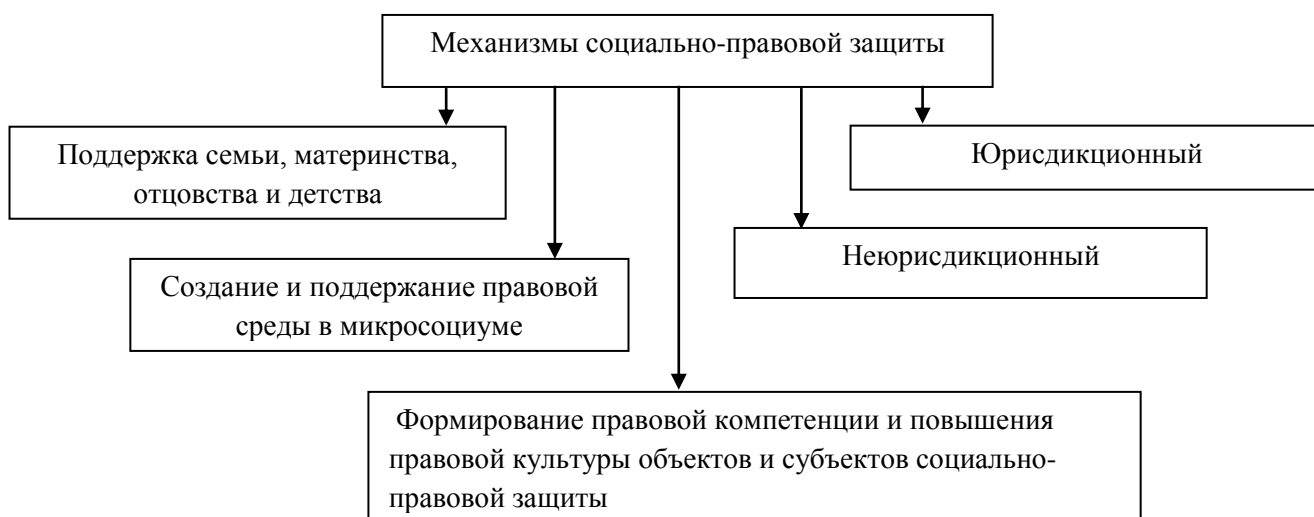 Механизмы социально-правовой защиты
Поддержка семьи, материнства,
отцовства и детства
Юрисдикционный
Неюрисдикционный
Создание и поддержание правовой
среды в микросоциуме
Формирование правовой компетенции и повышения
правовой культуры объектов и субъектов социально-
правовой защиты